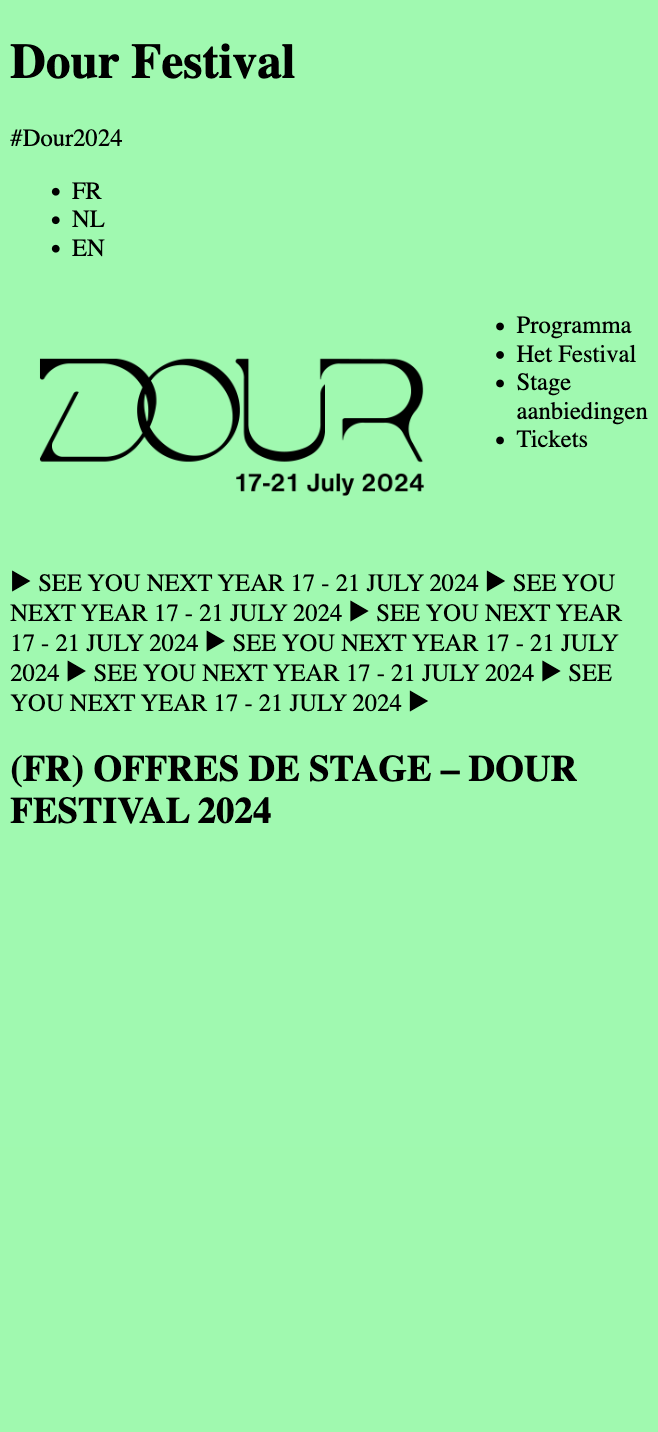 Dour Festival
#Dour2024
FR
NL
EN
DOUR
17-21 July 2024
Programma
Het Festival
Stage
aanbiedingen
Tickets
▶ SEE YOU NEXT YEAR 17 - 21 JULY 2024 ▶ SEE YOU
NEXT YEAR 17 - 21 JULY 2024 ▶ SEE YOU NEXT YEAR
17 - 21 JULY 2024 ▶ SEE YOU NEXT YEAR 17 - 21 JULY
2024 ▶ SEE YOU NEXT YEAR 17 - 21 JULY 2024 ▶ SEE
YOU NEXT YEAR 17 - 21 JULY 2024 ▶
(FR) OFFRES DE STAGE – DOUR
FESTIVAL 2024